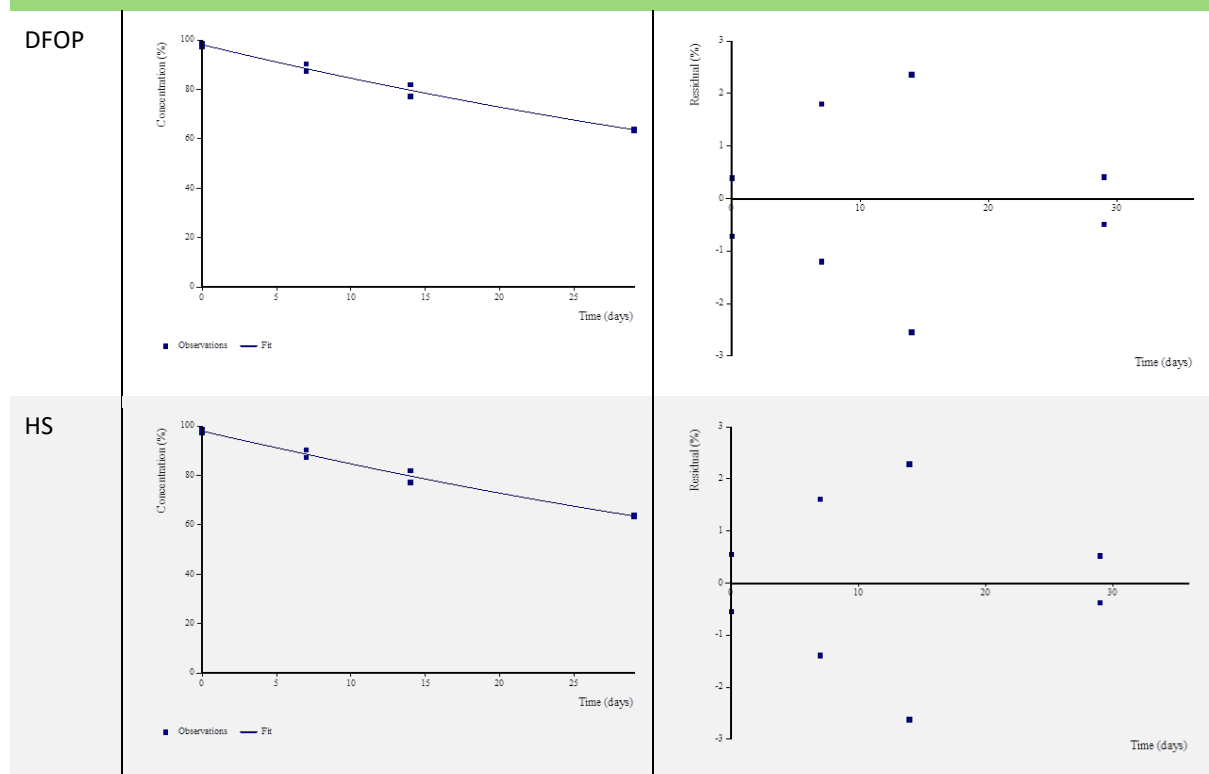 DFOP
Concentration (%)
100
80
60
40
20
0
0 5 10 15 20 25
Time (days)
Observations Fit
Residual (%)
3
2
1
0
-1
-2
-3
0 10 20 30
Time (days)
HS
Concentration (%)
100
80
60
40
20
0
0 5 10 15 20 25
Time (days)
Observations Fit
Residual (%)
3
2
1
0
-1
-2
-3
0 10 20 30
Time (days)